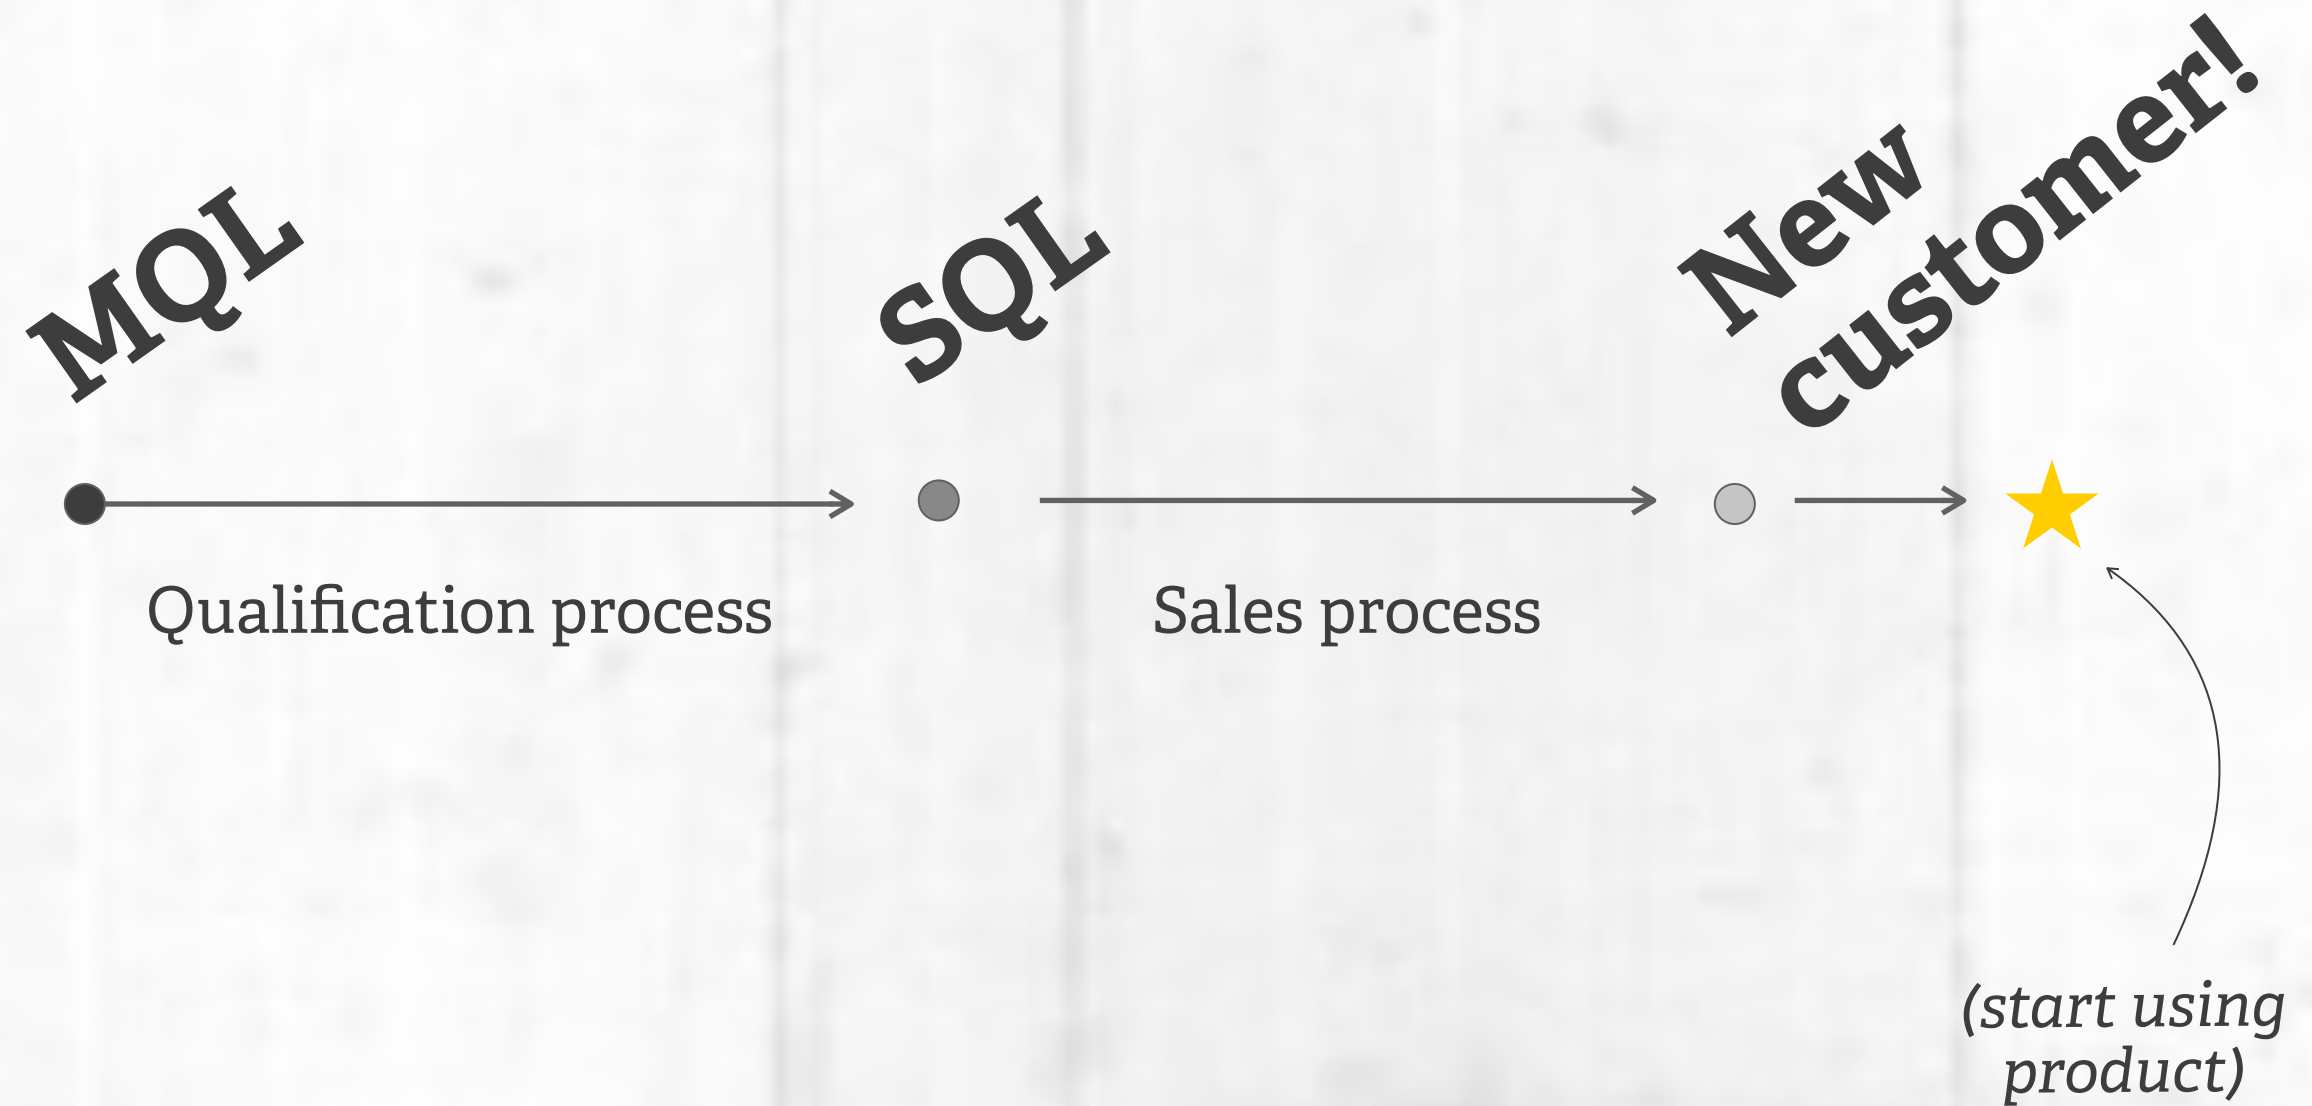 MQL
SQL
New
customer!
Qualification process
Sales process
(start using
product)